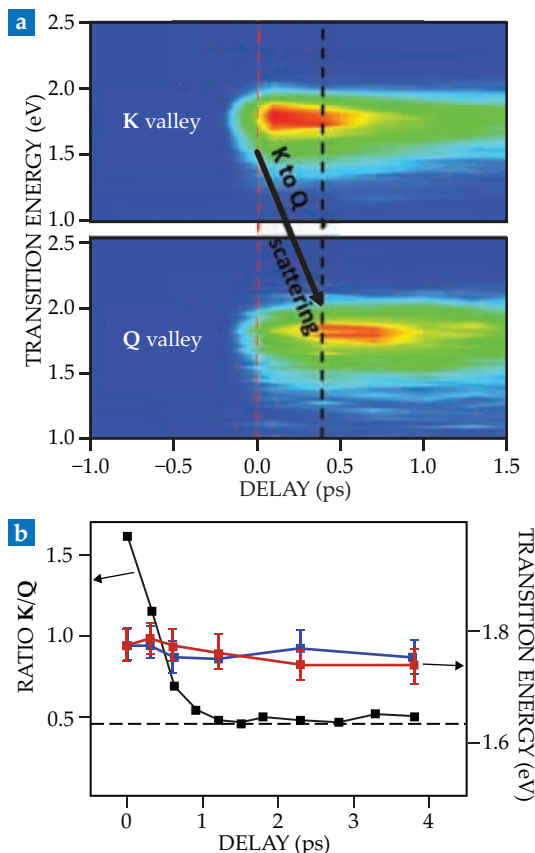 a
TRANSITION ENERGY (eV)
2.5
2.0
1.5
1.0
K valley
K to Q
scattering
2.5
2.0
1.5
1.0
Q valley
−1.0
−0.5
0.0
0.5
1.0
1.5
DELAY (ps)
b
RATIO K/Q
1.5
1.0
0.5
1.8
1.6
TRANSITION ENERGY (eV)
0
1
2
3
4
DELAY (ps)